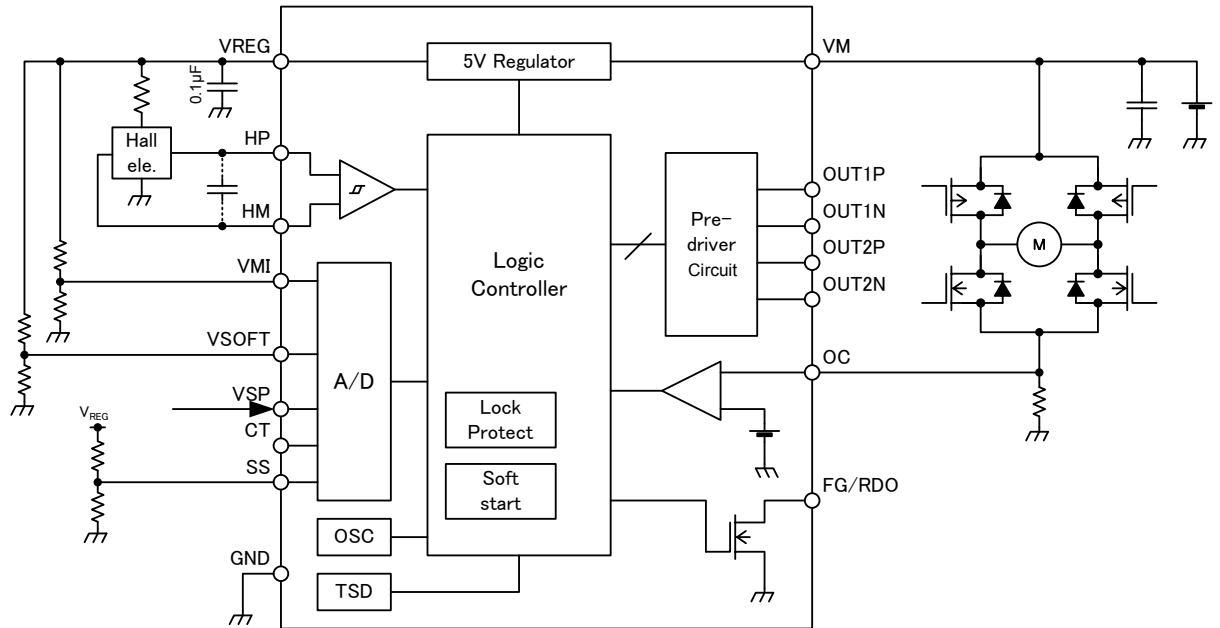 VREG
5V Regulator
VM
0.1μF
Hall
ele.
HP
HM
OUT1P
OUT1N
OUT2P
OUT2N
Pre-
driver
Circuit
M
Logic
Controller
VMI
VSOFT
A/D
OC
VSP
VREG
CT
SS
Lock
Protect
Soft
start
FG/RDO
OSC
GND
TSD